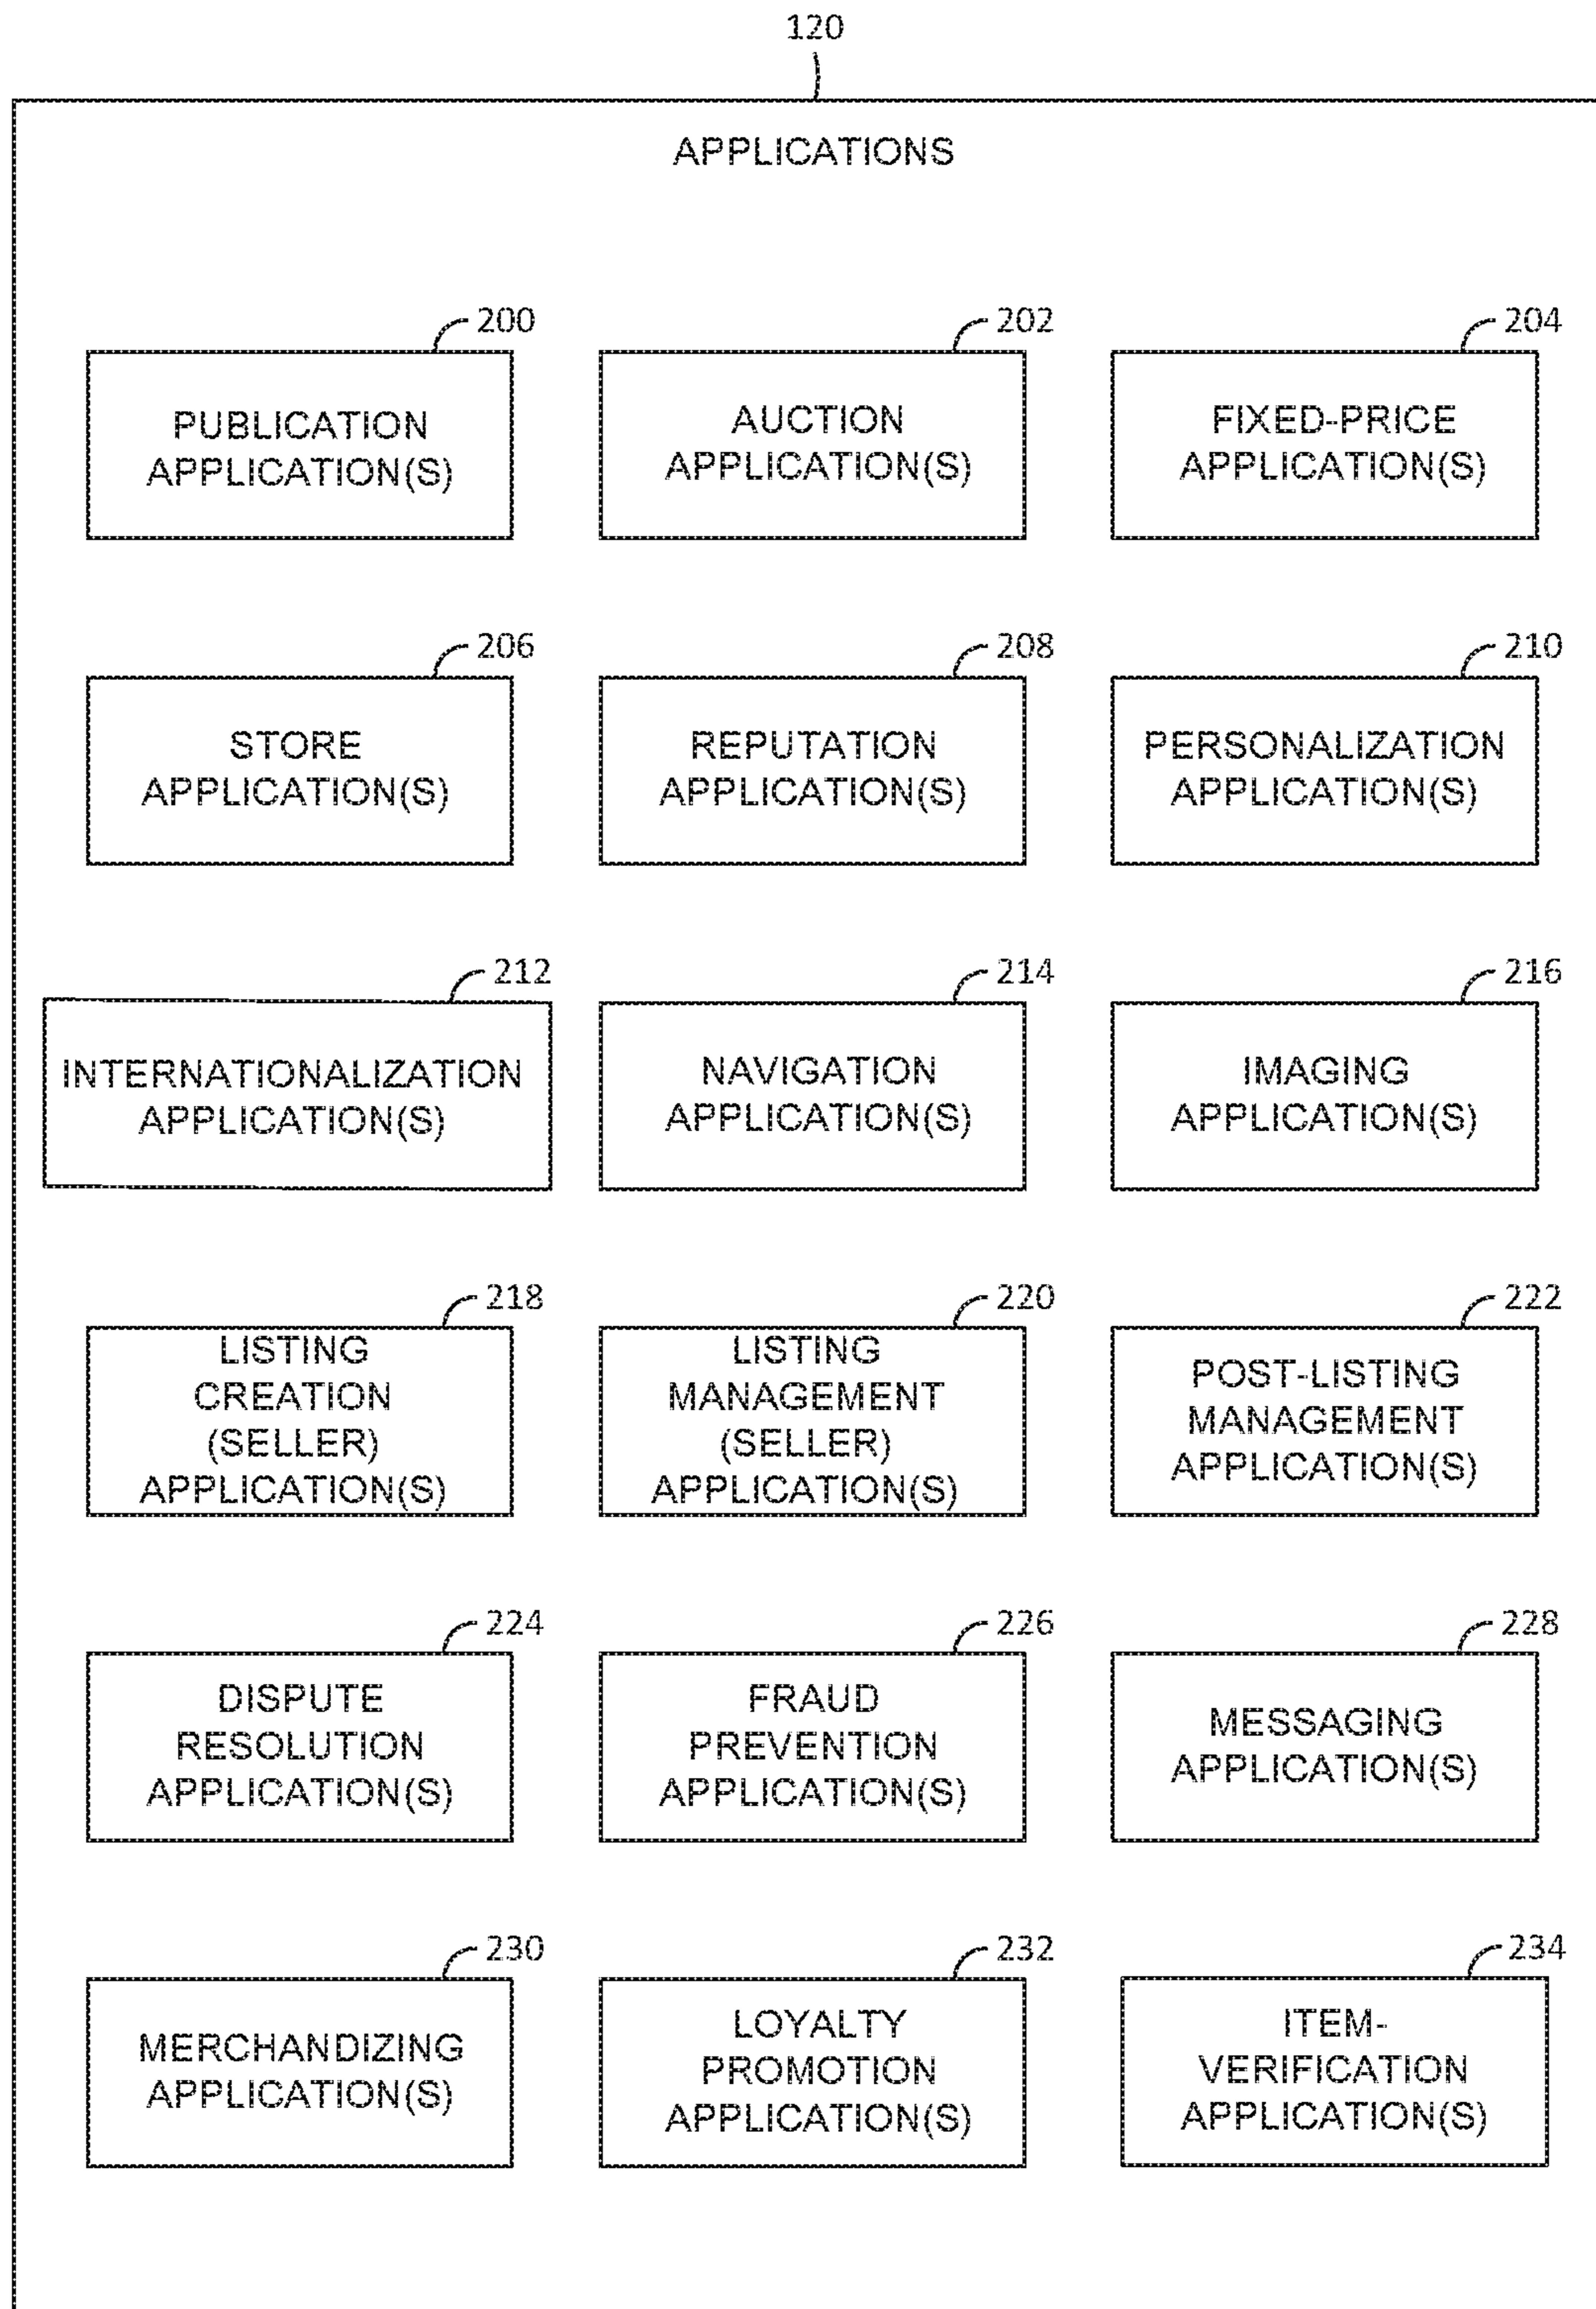 120
APPLICATIONS
200
PUBLICATION
APPLICATION(S)
202
AUCTION
APPLICATION(S)
204
FIXED-PRICE
APPLICATION(S)
206
STORE
APPLICATION(S)
208
REPUTATION
APPLICATION(S)
210
PERSONALIZATION
APPLICATION(S)
212
INTERNATIONALIZATION
APPLICATION(S)
214
NAVIGATION
APPLICATION(S)
216
IMAGING
APPLICATION(S)
218
LISTING
CREATION
(SELLER)
APPLICATION(S)
220
LISTING
MANAGEMENT
(SELLER)
APPLICATION(S)
222
POST-LISTING
MANAGEMENT
APPLICATION(S)
224
DISPUTE
RESOLUTION
APPLICATION(S)
226
FRAUD
PREVENTION
APPLICATION(S)
228
MESSAGING
APPLICATION(S)
230
MERCHANDIZING
APPLICATION(S)
232
LOYALTY
PROMOTION
APPLICATION(S)
234
ITEM-
VERIFICATION
APPLICATION(S)